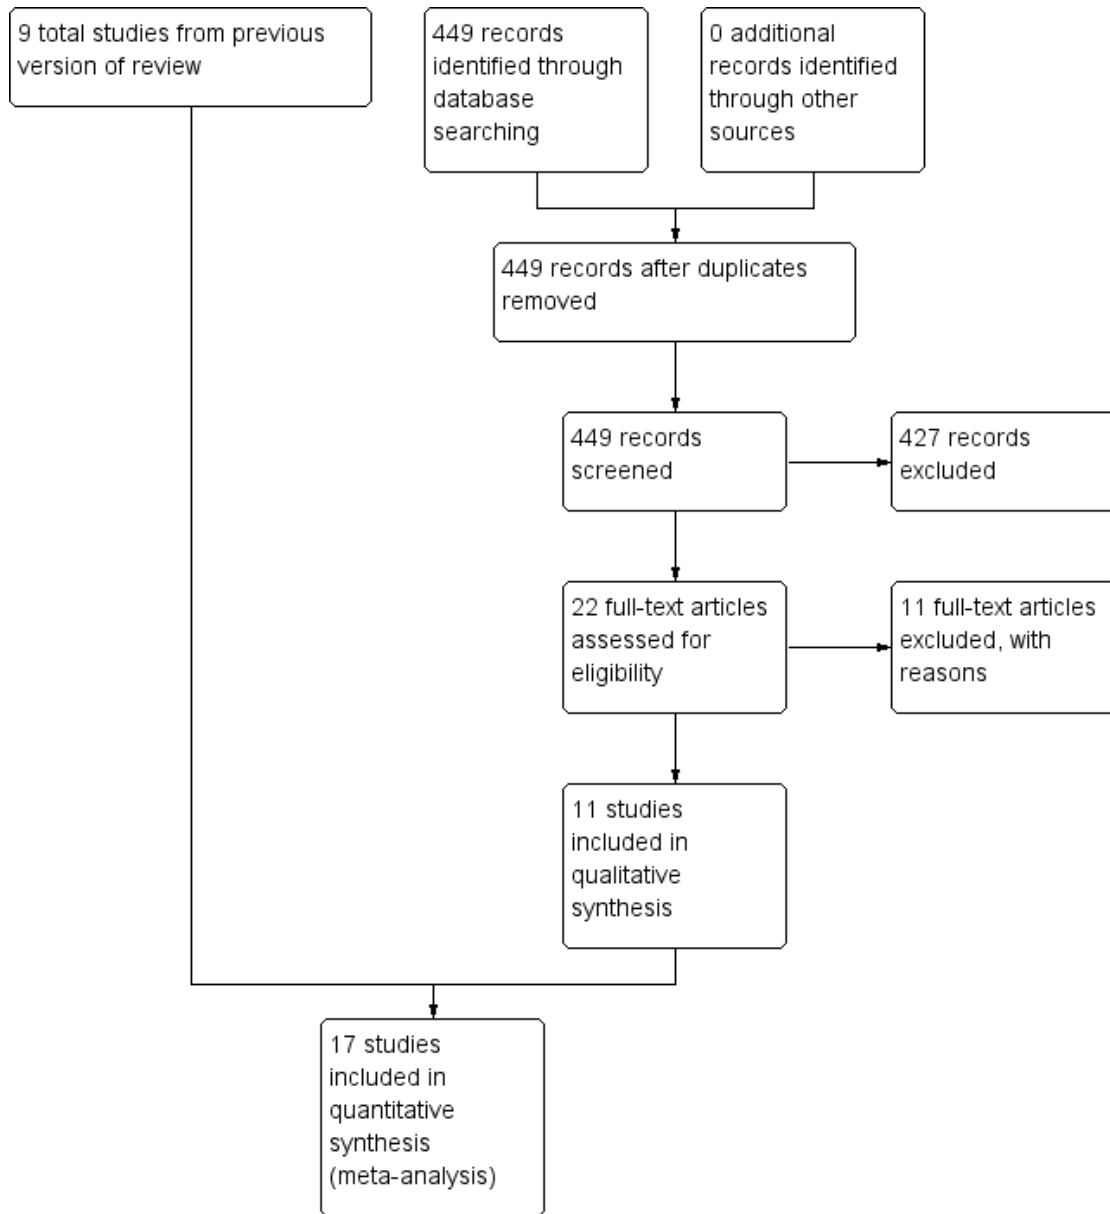 9 total studies from previous
version of review
449 records
identified through
database
searching
0 additional
records identified
through other
sources
449 records after duplicates
removed
449 records
screened
427 records
excluded
22 full-text articles
assessed for
eligibility
11 full-text articles
excluded, with
reasons
11 studies
included in
qualitative
synthesis
17 studies
included in
quantitative
synthesis
(meta-analysis)